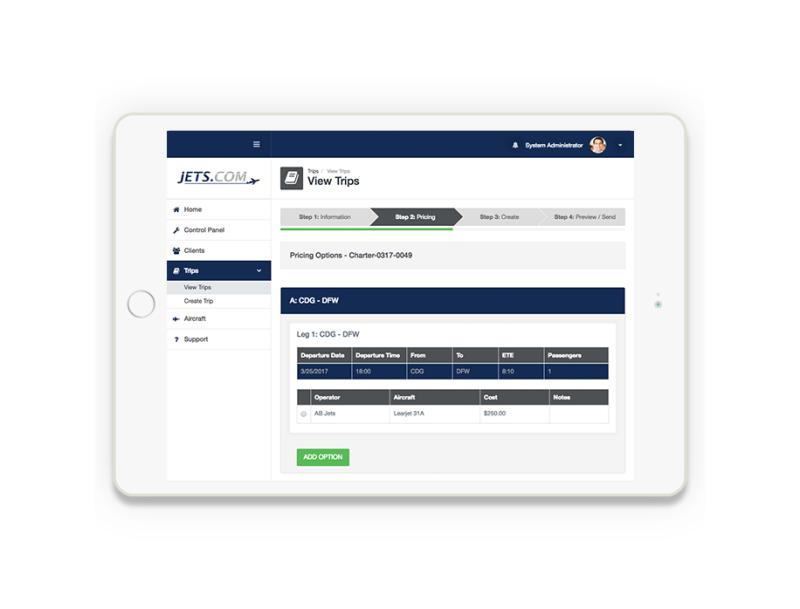 System Administrator
JETS.COM
Trips / View Trips
View Trips
Home
Control Panel
Clients
Trips
View Trips
Create Trip
Aircraft
? Support
Step 1: Information
Step 2: Pricing
Step 3: Create
Step 4: Preview / Send
Pricing Options - Charter-0317-0049
A: CDG - DFW
Leg 1: CDG - DFW
Departure Date Departure Time From To ETE Passengers
3/25/2017 18:00 CDG DFW 8:10 1
Operator Aircraft Cost Notes
AB Jets Learjet 31A $250.00
ADD OPTION